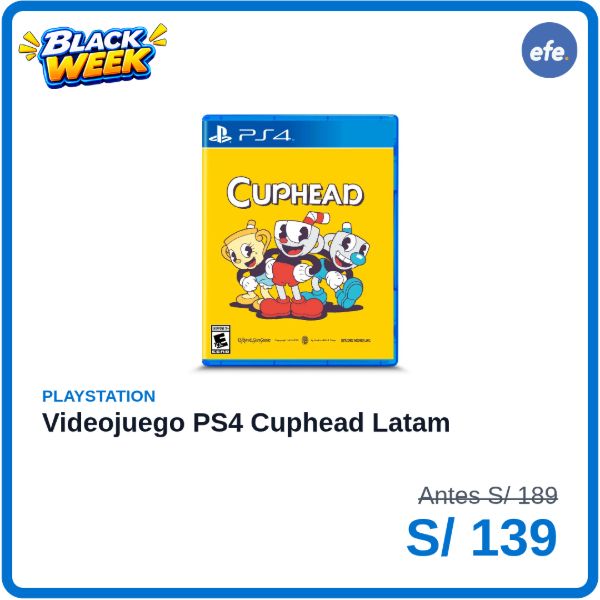 BLACK
WEEK
efe.
PS4
CUPHEAD
E
PLAYSTATION
Videojuego PS4 Cuphead Latam
Antes S/ 189
S/ 139